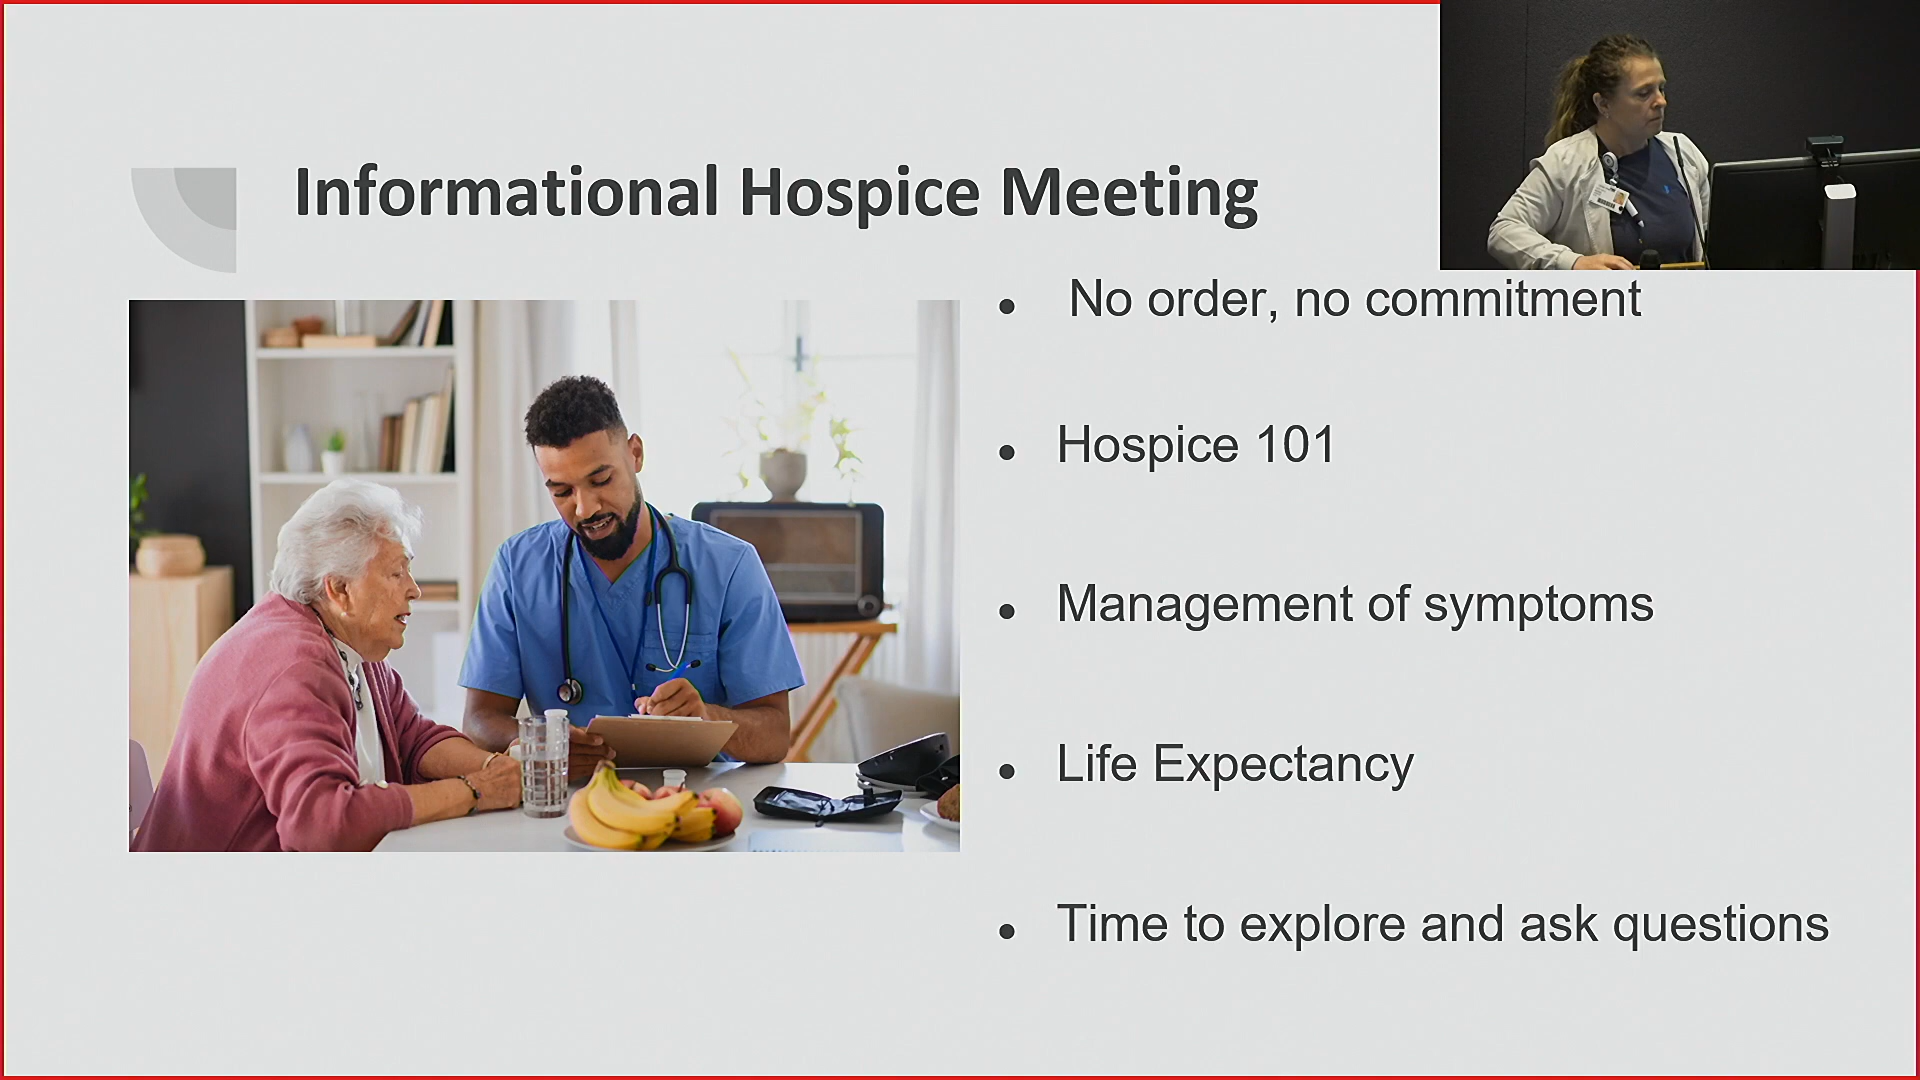 Informational Hospice Meeting
No order, no commitment
Hospice 101
Management of symptoms
Life Expectancy
Time to explore and ask questions